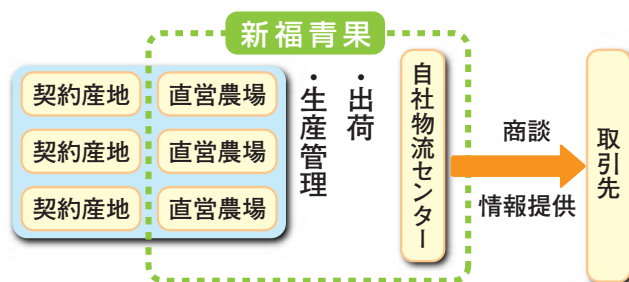 新福青果
契約産地
直営農場
契約産地
直営農場
契約産地
直営農場
・生産管理
・出荷
自社物流センター
商談
情報提供
取引先